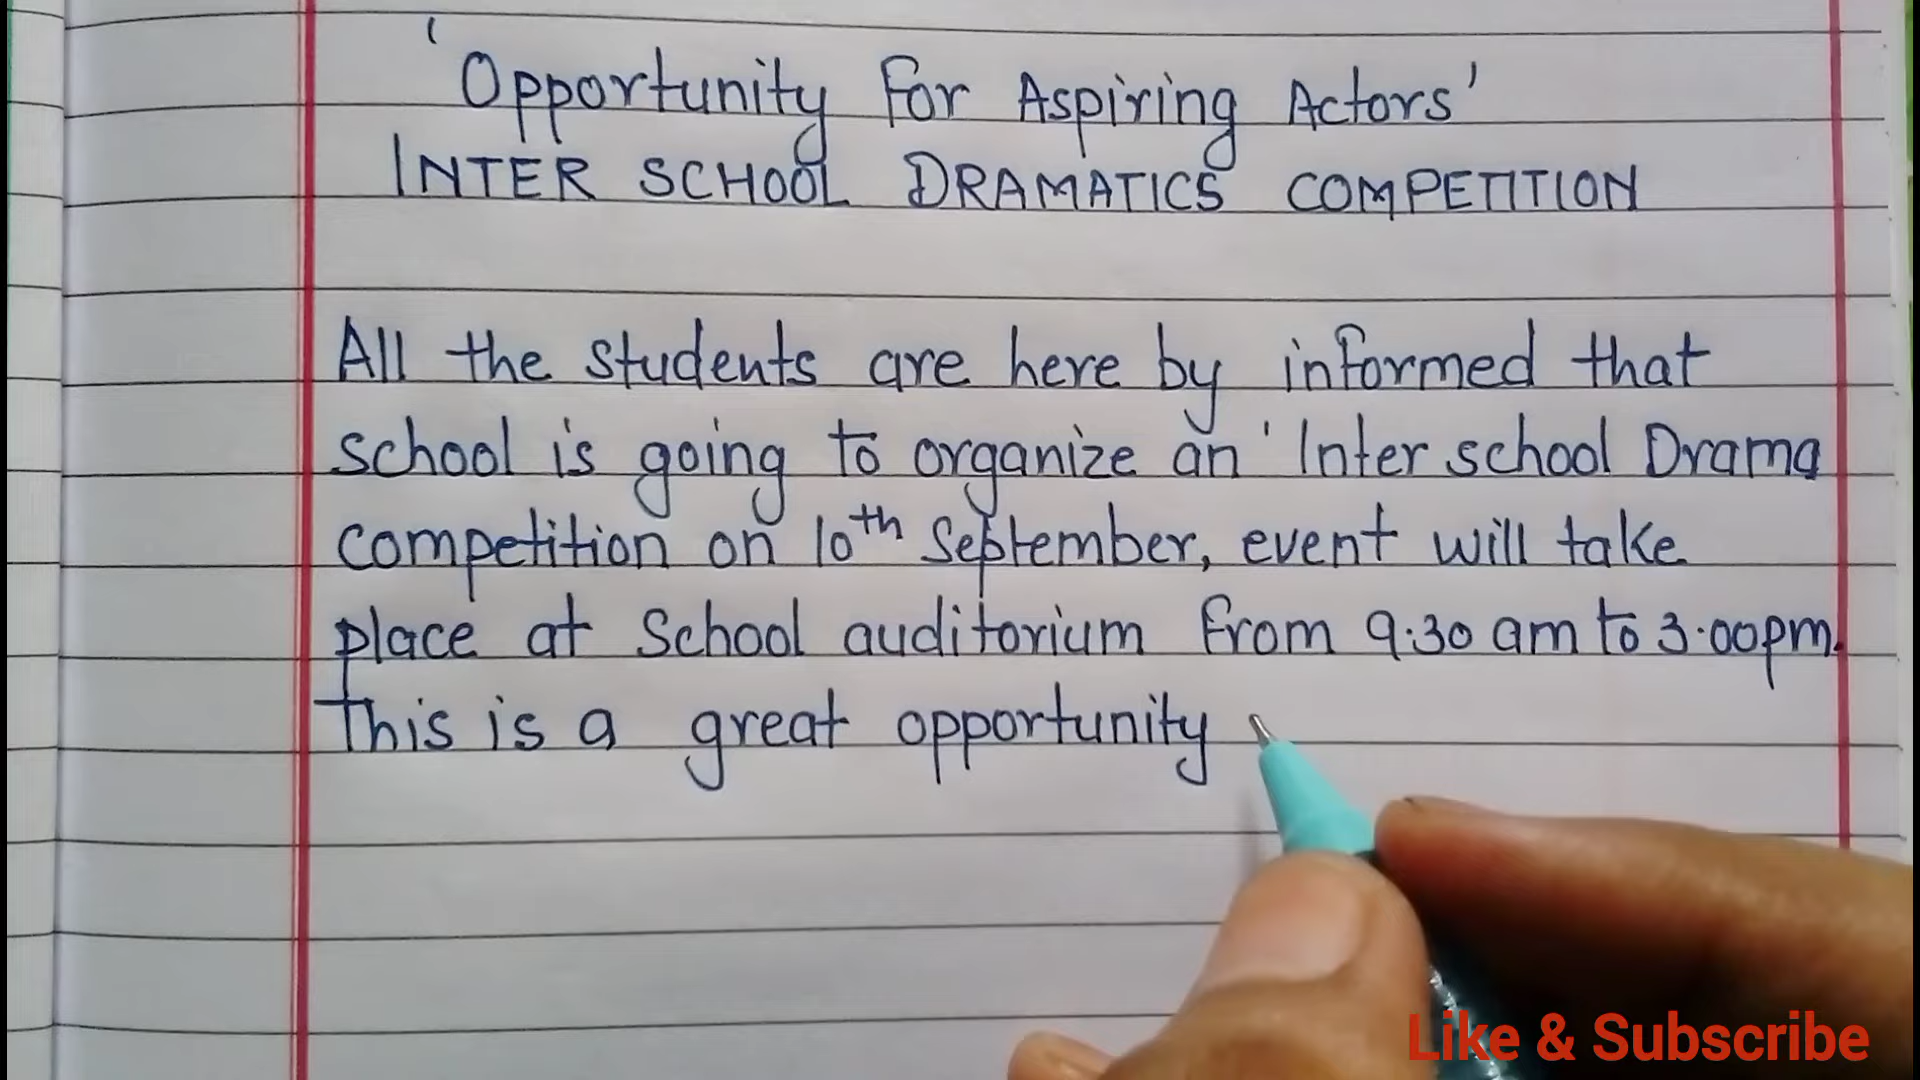 'Opportunity For Aspiring Actors'
INTER SCHOOL DRAMATICS COMPETITION
All the students are here by informed that
school is going to organize an 'Inter school Drama
competition on 10th September, event will take
place at School auditorium From 9.30 am to 3.00pm.
This is a great opportunity
Like & Subscribe